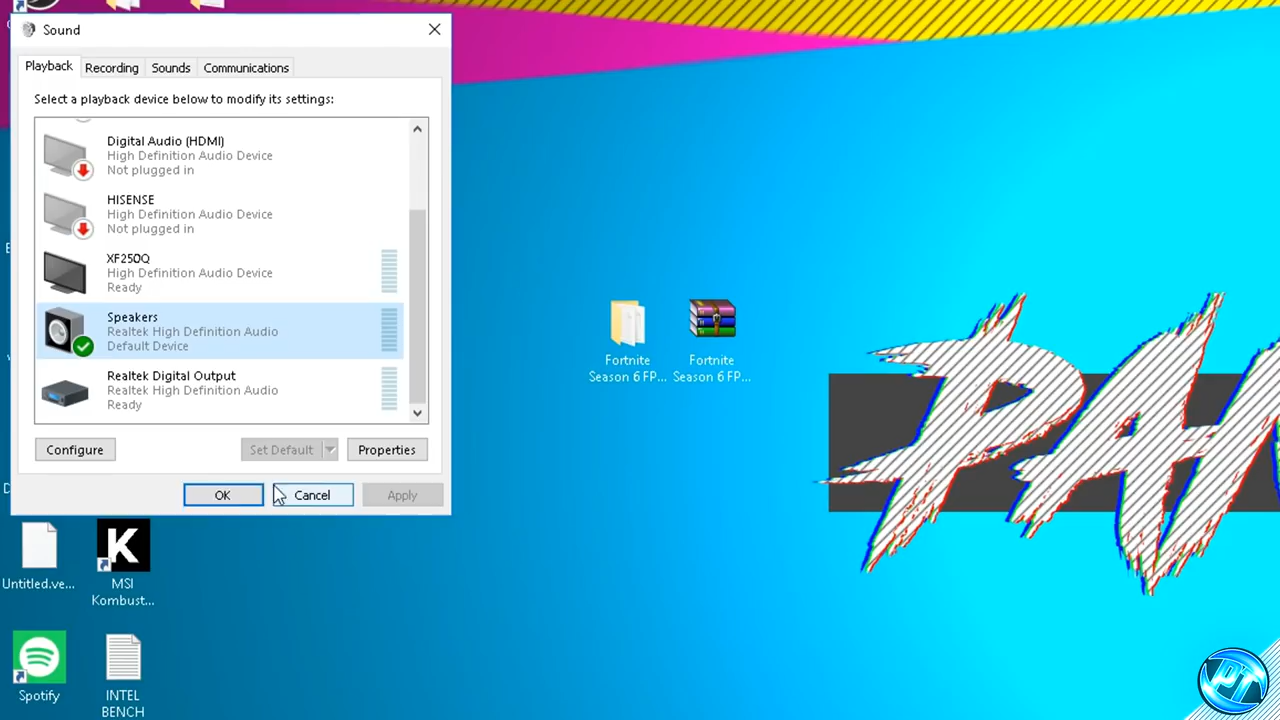 Sound
Playback
Recording
Sounds
Communications
Select a playback device below to modify its settings:
Digital Audio (HDMI)
High Definition Audio Device
Not plugged in
HISENSE
High Definition Audio Device
Not plugged in
XF250Q
High Definition Audio Device
Ready
Speakers
Realtek High Definition Audio
Default Device
Realtek Digital Output
Realtek High Definition Audio
Ready
Configure
Set Default
Properties
OK
Cancel
Apply
Fortnite
Season 6 FP...
Fortnite
Season 6 FP...
Untitled.ve...
K
MSI
Kombust...
Spotify
INTEL
BENCH
PT